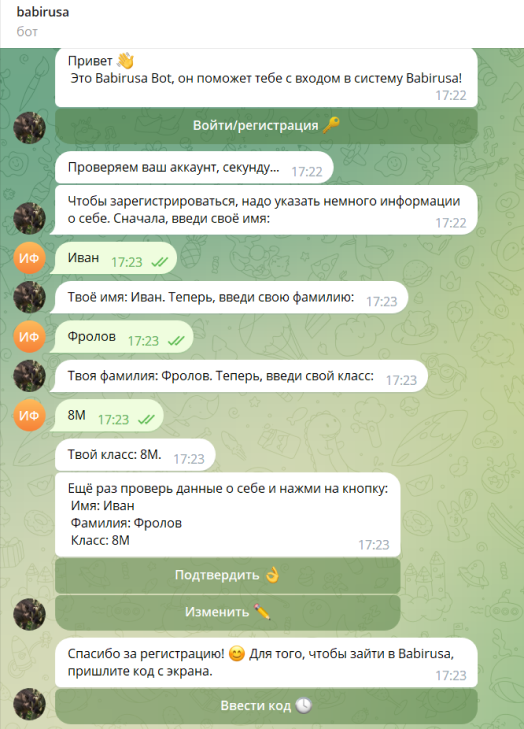 babirusa
бот
Привет 👋
Это Babirusa Bot, он поможет тебе с входом в систему Babirusa!
17:22
Войти/регистрация 🔑
Проверяем ваш аккаунт, секунду... 17:22
Чтобы зарегистрироваться, надо указать немного информации
о себе. Сначала, введи своё имя:
17:22
ИФ
Иван 17:23
Твоё имя: Иван. Теперь, введи свою фамилию: 17:23
ИФ
Фролов 17:23
Твоя фамилия: Фролов. Теперь, введи свой класс: 17:23
ИФ
8М 17:23
Твой класс: 8М. 17:23
Ещё раз проверь данные о себе и нажми на кнопку:
Имя: Иван
Фамилия: Фролов
Класс: 8М
17:23
Подтвердить 👌
Изменить ✏️
Спасибо за регистрацию! 😊 Для того, чтобы зайти в Babirusa,
пришлите код с экрана.
17:23
Ввести код 🕓